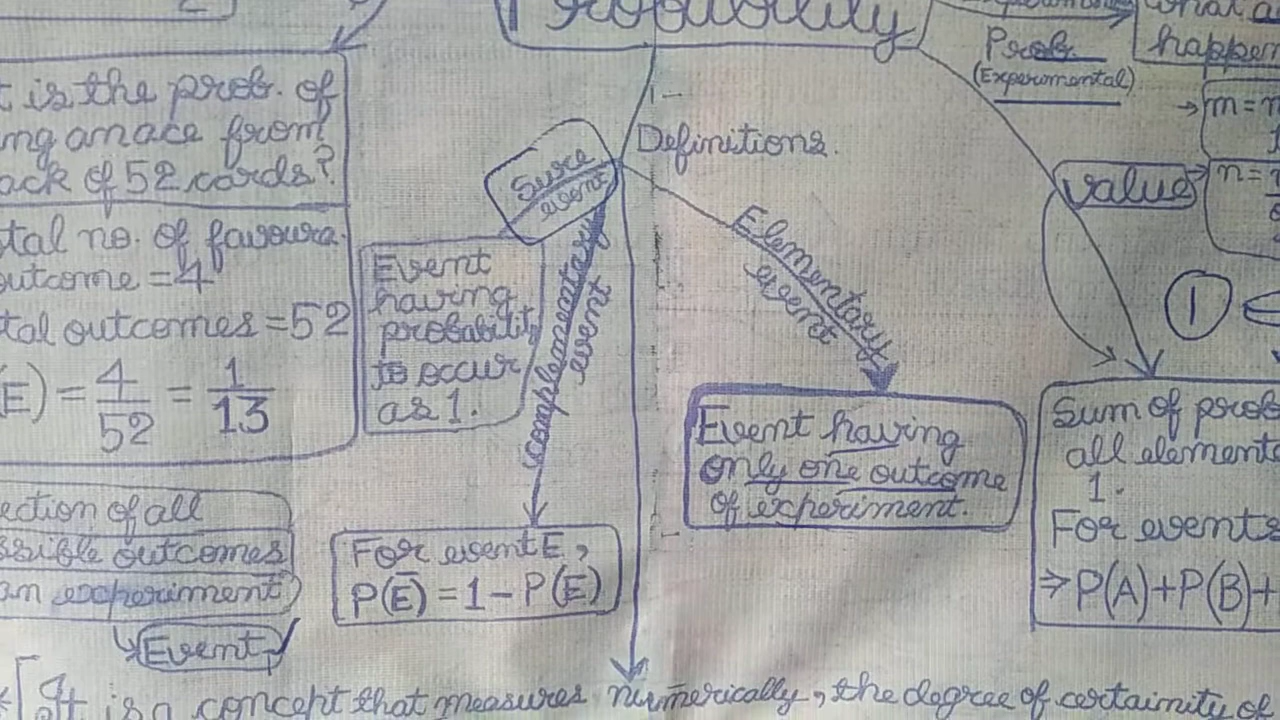 Probability
Prob.
(Experimental)
What a
happen
t is the prob. of
ng an ace from
ack of 52 cards?
tal no. of favoura.
utcome = 4
tal outcomes = 52
(E) = 4/52 = 1/13
Definitions.
Sure
event
Event
having
probability
to occur
as 1.
complementary
event
For event E,
P(Ē) = 1 - P(E)
Elementary
event
Event having
only one outcome
of experiment.
value
→ m =
n =
1
Sum of prob
all element
1.
For events
⇒ P(A) + P(B) +
ection of all
ssible outcomes
an experiment
Event
It is a concept that measures numerically, the degree of certainity of